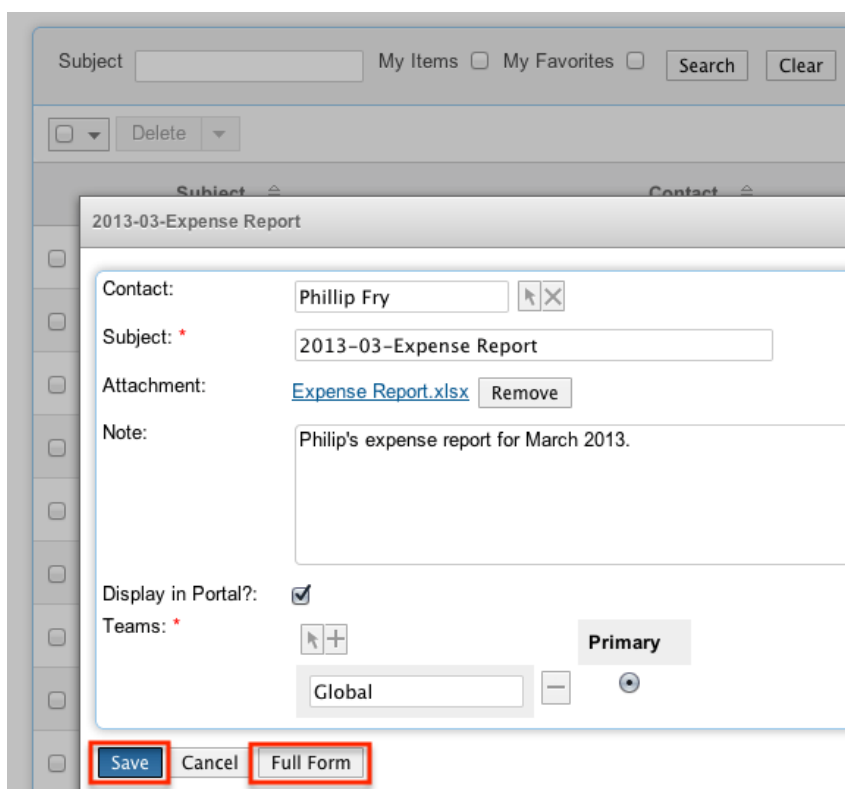 Subject My Items My Favorites Search Clear
Delete
Subject Contact
2013-03-Expense Report
Contact: Phillip Fry
Subject: * 2013-03-Expense Report
Attachment: Expense Report.xlsx Remove
Note: Philip's expense report for March 2013.
Display in Portal?:
Teams: * Primary
Global
Save Cancel Full Form